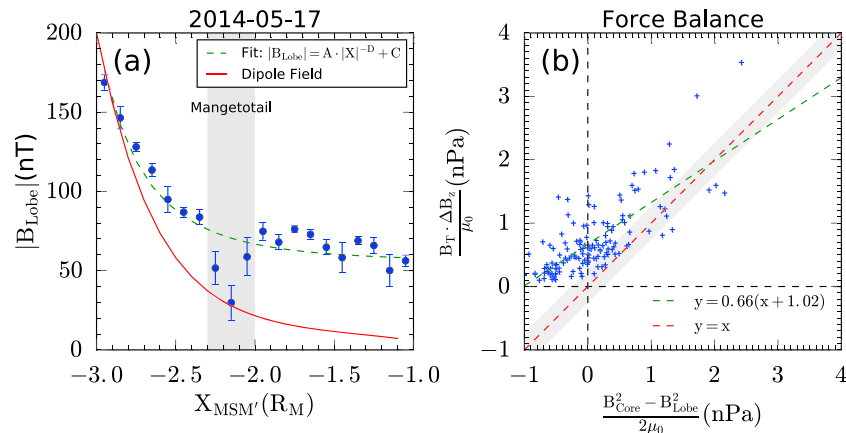 2014-05-17
(a)
Fit: |B_Lobe| = A · |X|^−D + C
Dipole Field
Mangetotail
|B_Lobe|(nT)
200
150
100
50
0
−3.0 −2.5 −2.0 −1.5 −1.0
X_MSM′(R_M)
Force Balance
(b)
B_T · ΔB_z / μ_0 (nPa)
4
3
2
1
0
−1
y = 0.66(x + 1.02)
y = x
−1 0 1 2 3 4
B²_Core − B²_Lobe / 2μ_0 (nPa)